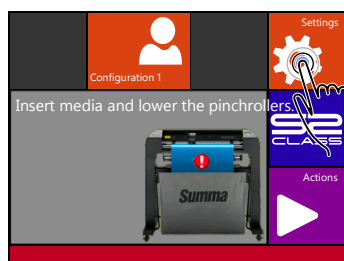 Settings
Configuration 1
Insert media and lower the pinchrollers.
S2
CLASS
Summa
Actions